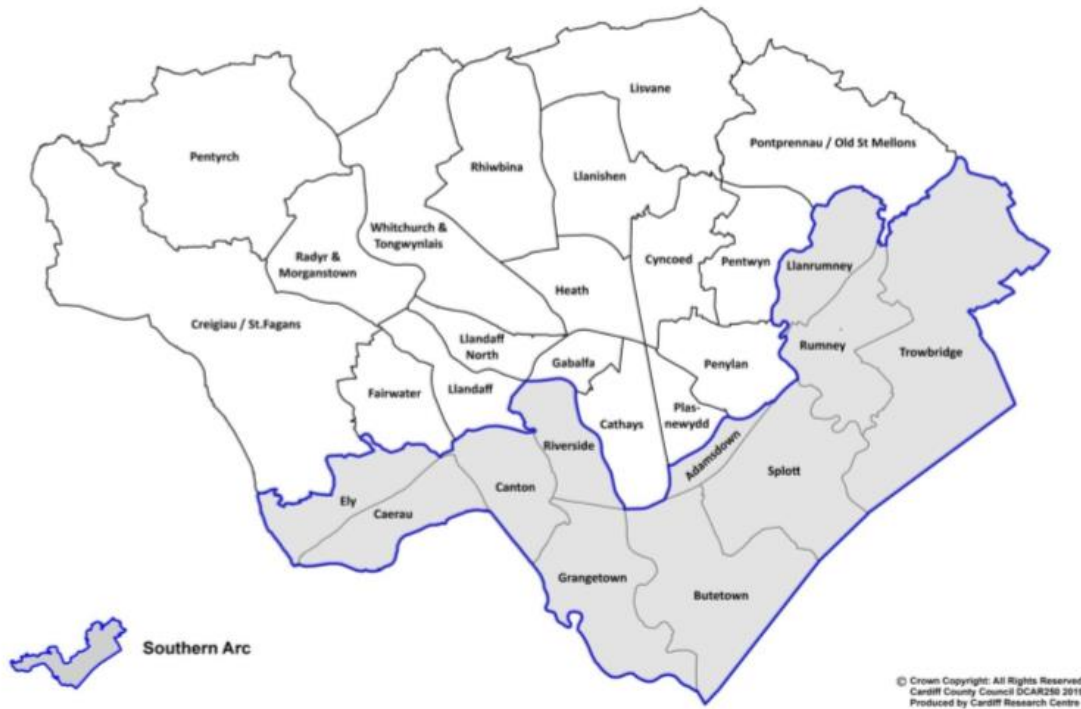 Lisvane
Pontprennau / Old St Mellons
Pentyrch
Rhiwbina
Llanishen
Whitchurch &
Tongwynlais
Radyr &
Morganstown
Cyncoed
Pentwyn
Llanrumney
Heath
Creigiau / St.Fagans
Llandaff
North
Rumney
Trowbridge
Gabalfa
Penylan
Fairwater
Llandaff
Plas-
newydd
Cathays
Riverside
Adamsdown
Splott
Canton
Ely
Caerau
Grangetown
Butetown
Southern Arc
© Crown Copyright: All Rights Reserved
Cardiff County Council DCAR250 2019
Produced by Cardiff Research Centre